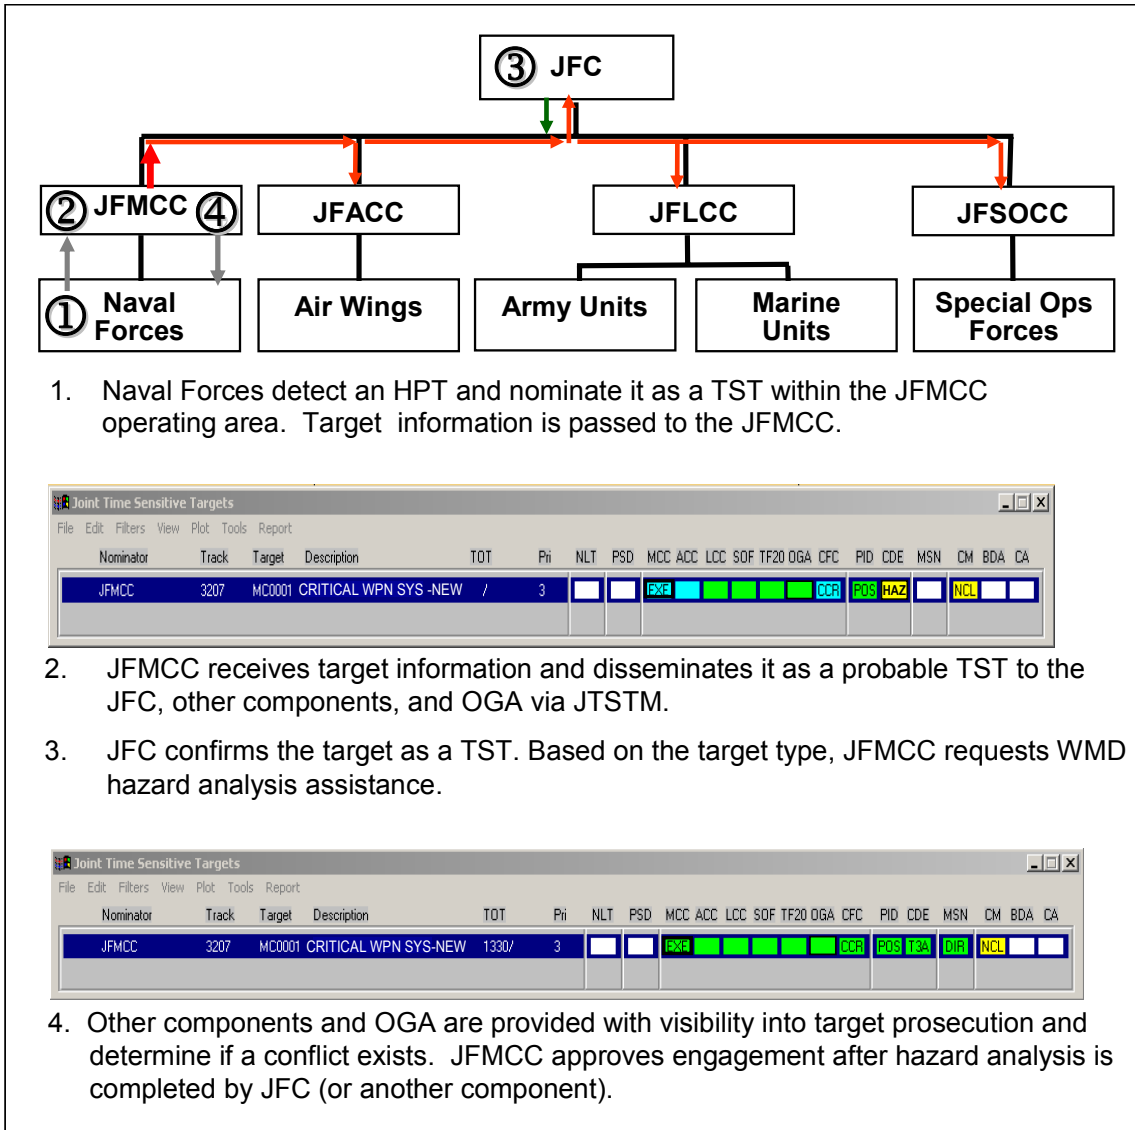 ③ JFC
② JFMCC ④
JFACC
JFLCC
JFSOCC
① Naval
Forces
Air Wings
Army Units
Marine
Units
Special Ops
Forces
1. Naval Forces detect an HPT and nominate it as a TST within the JFMCC
operating area. Target information is passed to the JFMCC.
Joint Time Sensitive Targets
File Edit Filters View Plot Tools Report
Nominator Track Target Description TOT Pri NLT PSD MCC ACC LCC SOF TF20 OGA CFC PID CDE MSN CM BDA CA
JFMCC 3207 MC0001 CRITICAL WPN SYS -NEW / 3 EXE CCR POS HAZ NCL
2. JFMCC receives target information and disseminates it as a probable TST to the
JFC, other components, and OGA via JTSTM.
3. JFC confirms the target as a TST. Based on the target type, JFMCC requests WMD
hazard analysis assistance.
Joint Time Sensitive Targets
File Edit Filters View Plot Tools Report
Nominator Track Target Description TOT Pri NLT PSD MCC ACC LCC SOF TF20 OGA CFC PID CDE MSN CM BDA CA
JFMCC 3207 MC0001 CRITICAL WPN SYS-NEW 1330/ 3 EXE CCR POS T3A DIR NCL
4. Other components and OGA are provided with visibility into target prosecution and
determine if a conflict exists. JFMCC approves engagement after hazard analysis is
completed by JFC (or another component).